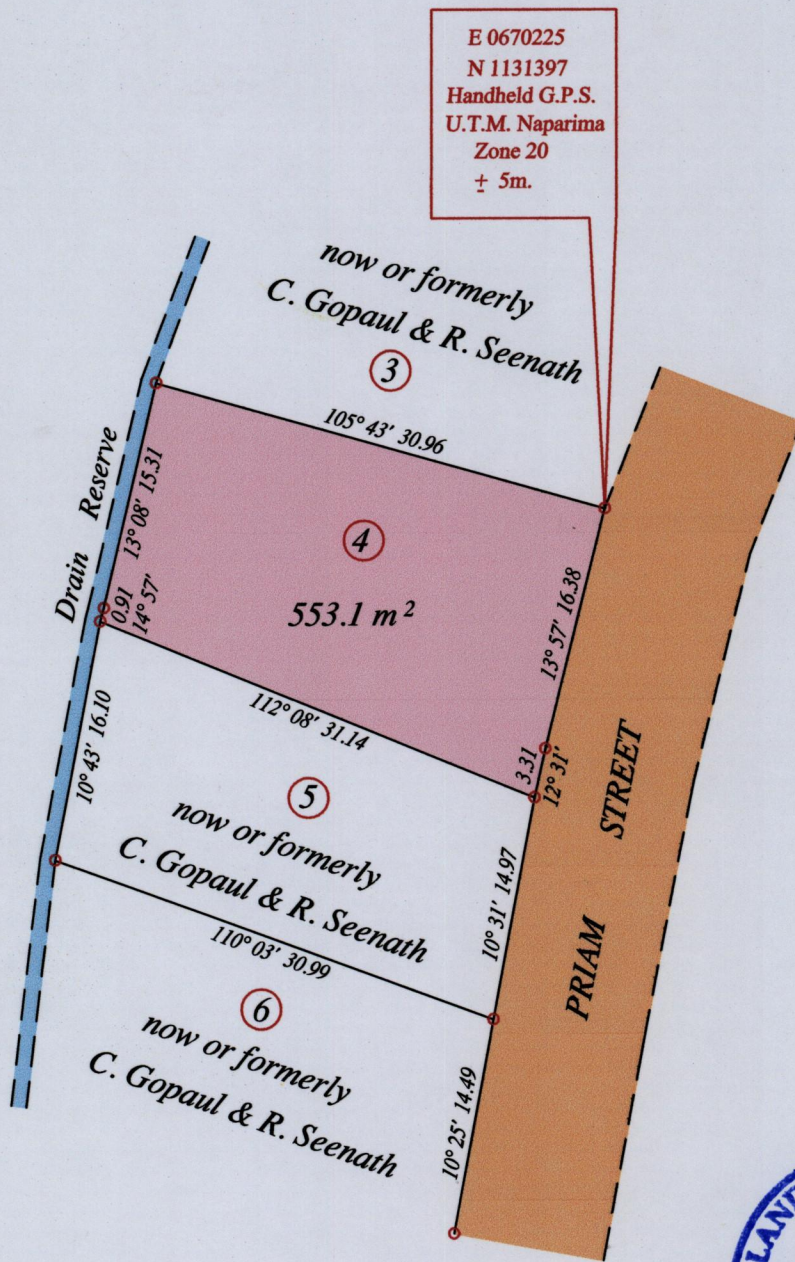 E 0670225
N 1131397
Handheld G.P.S.
U.T.M. Naparima
Zone 20
± 5m.
now or formerly
C. Gopaul & R. Seenath
3
105° 43' 30.96
Drain Reserve
13° 08' 15.31
4
553.1 m²
13° 57' 16.38
0.91
14° 57'
112° 08' 31.14
3.31
12° 31'
10° 43' 16.10
5
now or formerly
C. Gopaul & R. Seenath
10° 31' 14.97
PRIAM STREET
110° 03' 30.99
6
now or formerly
C. Gopaul & R. Seenath
10° 25' 14.49
LAND